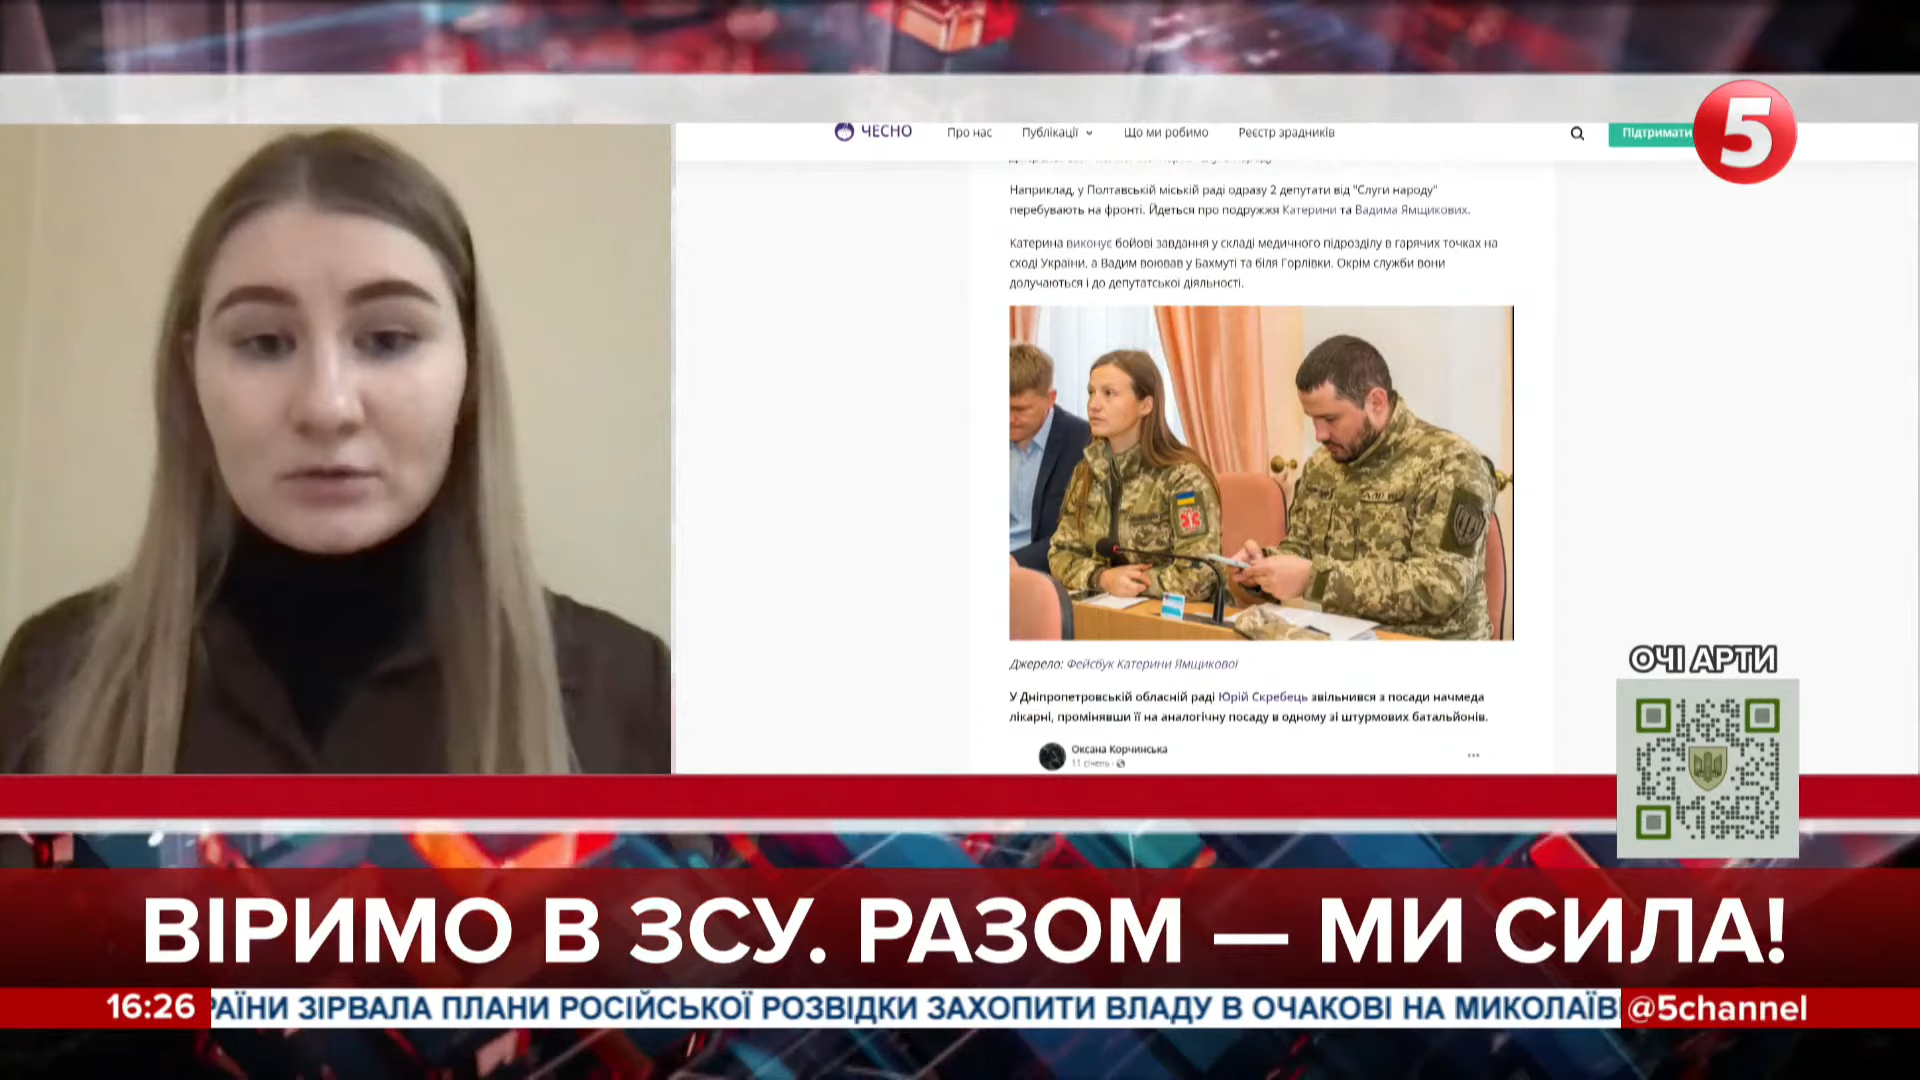 ЧЕСНО
Про нас
Публікації
Що ми робимо
Реєстр зрадників
Підтримати
5
Наприклад, у Полтавській міській раді одразу 2 депутати від "Слуги народу"
перебувають на фронті. Йдеться про подружжя Катерини та Вадима Ямщикових.
Катерина виконує бойові завдання у складі медичного підрозділу в гарячих точках на
сході України, а Вадим воював у Бахмуті та біля Горлівки. Окрім служби вони
долучаються і до депутатської діяльності.
Джерело: Фейсбук Катерини Ямщикової
У Дніпропетровській обласній раді Юрій Скребець звільнився з посади начмеда
лікарні, промінявши її на аналогічну посаду в одному зі штурмових батальйонів.
Оксана Корчинська
11 січень
ОЧІ АРТИ
ВІРИМО В ЗСУ. РАЗОМ — МИ СИЛА!
16:26
РАЇНИ ЗІРВАЛА ПЛАНИ РОСІЙСЬКОЇ РОЗВІДКИ ЗАХОПИТИ ВЛАДУ В ОЧАКОВІ НА МИКОЛАЇВ
@5channel